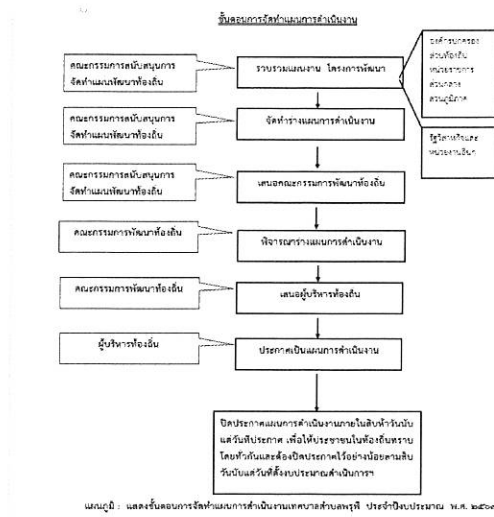 ขั้นตอนการจัดทำแผนการดำเนินงาน
คณะกรรมการสนับสนุนการ
จัดทำแผนพัฒนาท้องถิ่น
รวบรวมแผนงาน โครงการพัฒนา
องค์กรปกครอง
ส่วนท้องถิ่น
หน่วยราชการ
ส่วนกลาง
ส่วนภูมิภาค
คณะกรรมการสนับสนุนการ
จัดทำแผนพัฒนาท้องถิ่น
จัดทำร่างแผนการดำเนินงาน
รัฐวิสาหกิจและ
หน่วยงานอื่นๆ
คณะกรรมการสนับสนุนการ
จัดทำแผนพัฒนาท้องถิ่น
เสนอคณะกรรมการพัฒนาท้องถิ่น
คณะกรรมการพัฒนาท้องถิ่น
พิจารณาร่างแผนการดำเนินงาน
คณะกรรมการพัฒนาท้องถิ่น
เสนอผู้บริหารท้องถิ่น
ผู้บริหารท้องถิ่น
ประกาศเป็นแผนการดำเนินงาน
ปิดประกาศแผนการดำเนินงานภายในสิบห้าวันนับ
แต่วันที่ประกาศ เพื่อให้ประชาชนในท้องถิ่นทราบ
โดยทั่วกันและต้องปิดประกาศไว้อย่างน้อยสามสิบ
วันนับแต่วันที่ตั้งงบประมาณดำเนินการฯ
แผนภูมิ : แสดงขั้นตอนการจัดทำแผนการดำเนินงานเทศบาลตำบลพรุพี ประจำปีงบประมาณ พ.ศ.